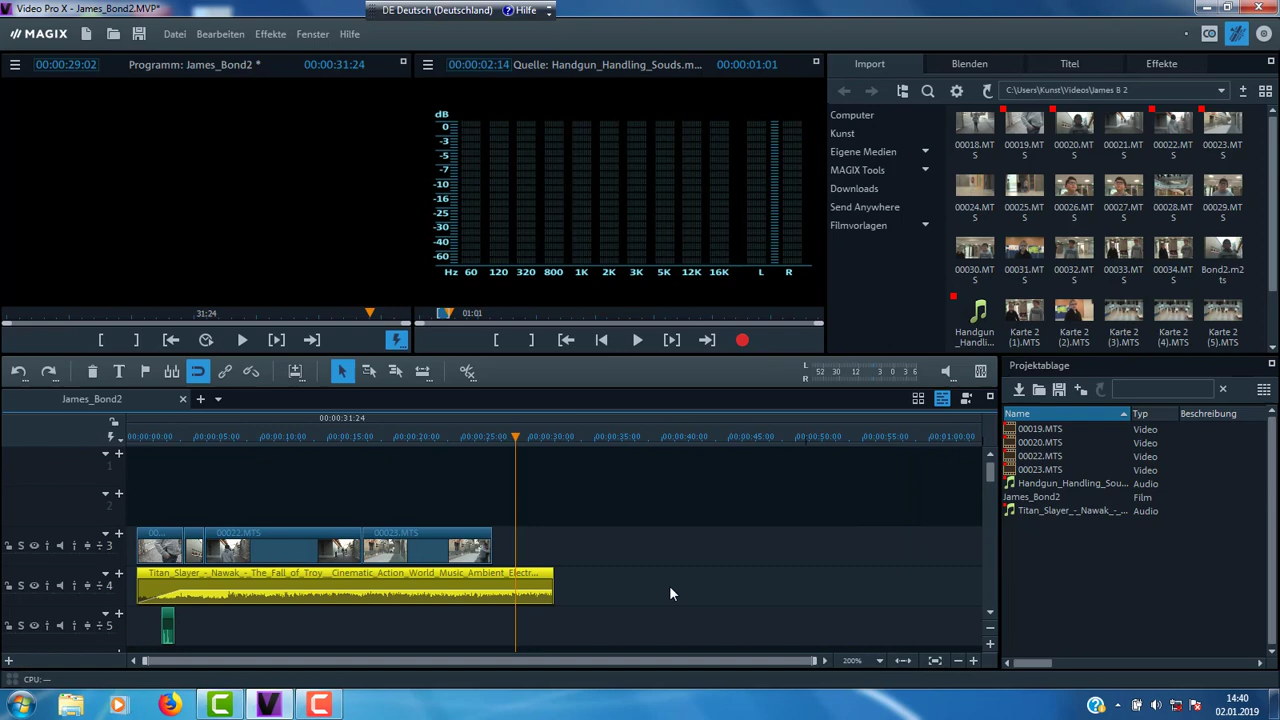 Video Pro X - James_Bond2.MVP*
DE Deutsch (Deutschland)
? Hilfe
MAGIX
Datei
Bearbeiten
Effekte
Fenster
Hilfe
00:00:29:02
Programm: James_Bond2 *
00:00:31:24
00:00:02:14
Quelle: Handgun_Handling_Souds.m...
00:00:01:01
Import
Blenden
Titel
Effekte
C:\Users\Kunst\Videos\James B 2
Computer
Kunst
Eigene Medien
MAGIX Tools
Downloads
Send Anywhere
Filmvorlagen
00018.MTS
00019.MTS
00020.MTS
00021.MTS
00022.MTS
00023.MTS
00024.MTS
00025.MTS
00026.MTS
00027.MTS
00028.MTS
00029.MTS
00030.MTS
00031.MTS
00032.MTS
00033.MTS
00034.MTS
Bond2.m2ts
Handgun_Handli...
Karte 2 (1).MTS
Karte 2 (2).MTS
Karte 2 (3).MTS
Karte 2 (4).MTS
Karte 2 (5).MTS
dB
0
-3
-5
-7
-10
-16
-25
-30
-40
-60
Hz 60 120 320 800 1K 2K 3K 5K 12K 16K L R
31:24
01:01
L
R
52 30 12 3 0 3 6
Projektablage
James_Bond2
00:00:31:24
00:00:00:00 00:00:05:00 00:00:10:00 00:00:15:00 00:00:20:00 00:00:25:00 00:00:30:00 00:00:35:00 00:00:40:00 00:00:45:00 00:00:50:00 00:00:55:00 00:01:00:00
1
2
S 3
00...
00022.MTS
00023.MTS
S 4
Titan_Slayer_-_Nawak_-_The_Fall_of_Troy__Cinematic_Action_World_Music_Ambient_Electr...
S 5
200%
CPU: —
Name Typ Beschreibung
00019.MTS Video
00020.MTS Video
00022.MTS Video
00023.MTS Video
Handgun_Handling_Sou... Audio
James_Bond2 Film
Titan_Slayer_-_Nawak_-_... Audio
14:40
02.01.2019